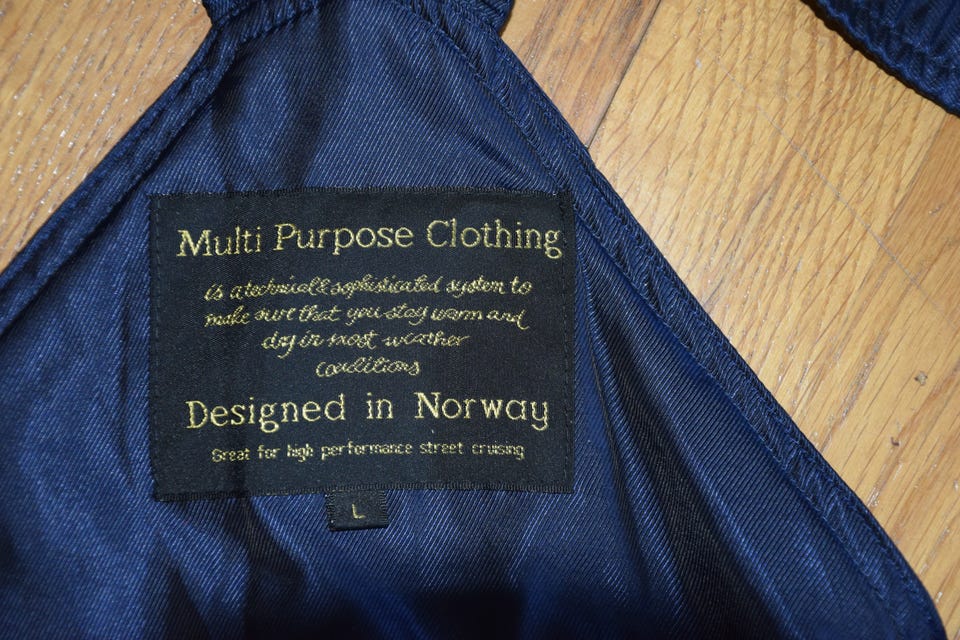 Multi Purpose Clothing
is a technicall sophisticated system to
make sure that you stay warm and
dry in most weather
conditions
Designed in Norway
Great for high performance street cruising
L